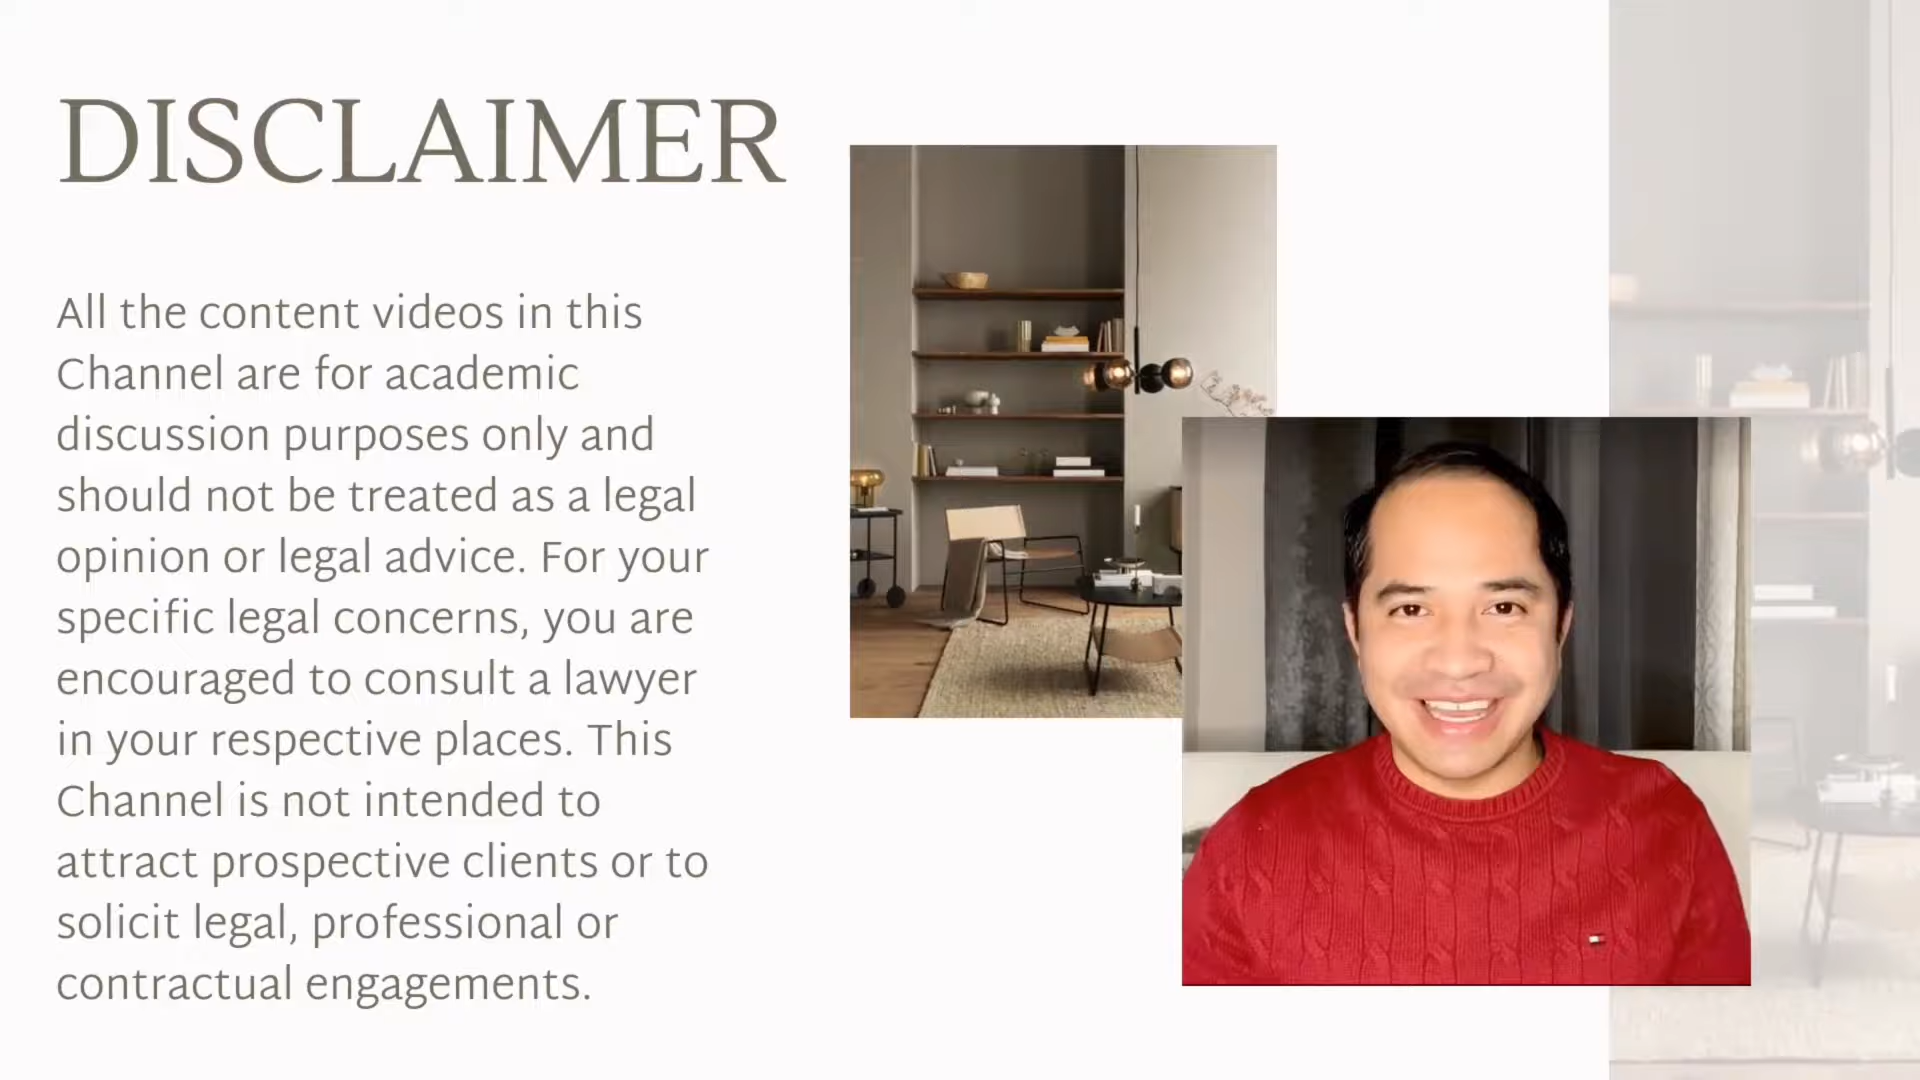 DISCLAIMER
All the content videos in this
Channel are for academic
discussion purposes only and
should not be treated as a legal
opinion or legal advice. For your
specific legal concerns, you are
encouraged to consult a lawyer
in your respective places. This
Channel is not intended to
attract prospective clients or to
solicit legal, professional or
contractual engagements.